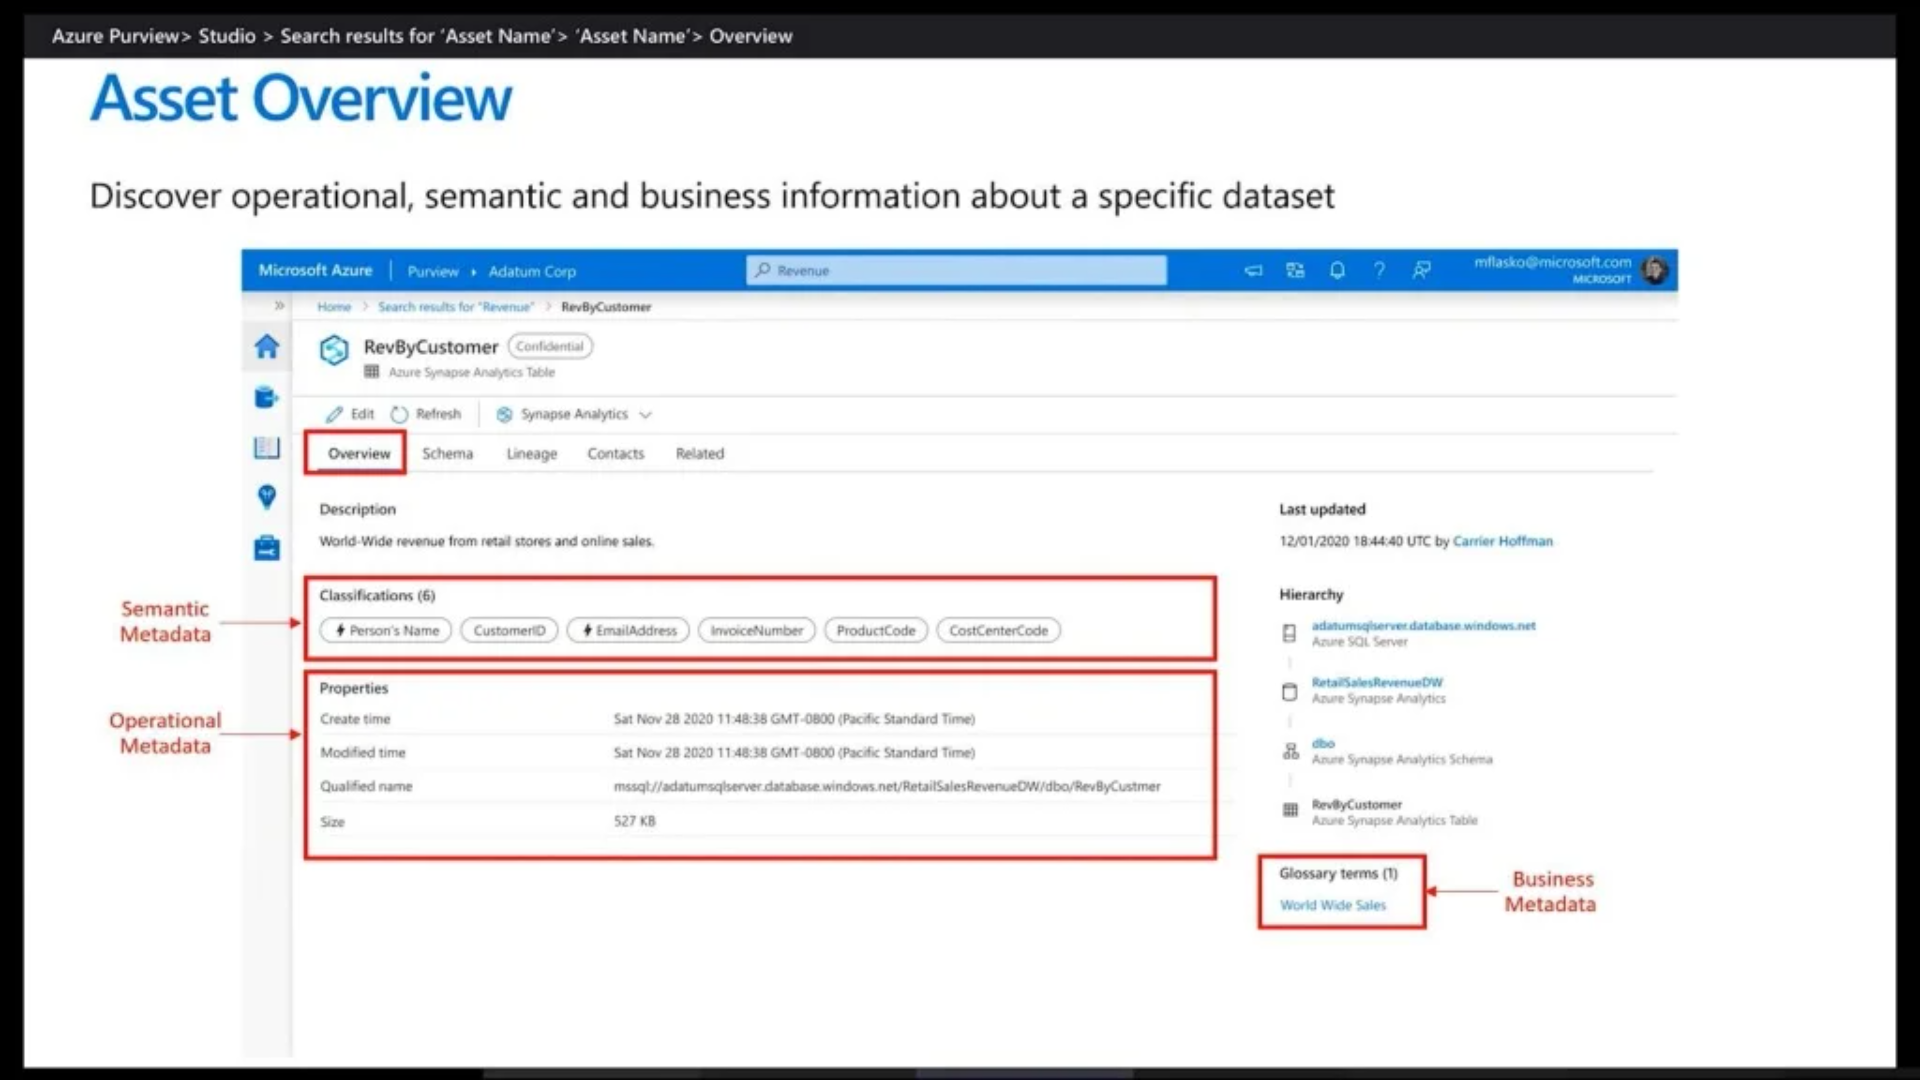 Azure Purview> Studio > Search results for 'Asset Name'> 'Asset Name'> Overview
Asset Overview
Discover operational, semantic and business information about a specific dataset
Microsoft Azure | Purview ▸ Adatum Corp
Revenue
mflasko@microsoft.com
MICROSOFT
Home > Search results for "Revenue" > RevByCustomer
RevByCustomer Confidential
Azure Synapse Analytics Table
Edit Refresh Synapse Analytics
Overview Schema Lineage Contacts Related
Description
World-Wide revenue from retail stores and online sales.
Semantic
Metadata
Classifications (6)
Person's Name CustomerID EmailAddress InvoiceNumber ProductCode CostCenterCode
Operational
Metadata
Properties
Create time Sat Nov 28 2020 11:48:38 GMT-0800 (Pacific Standard Time)
Modified time Sat Nov 28 2020 11:48:38 GMT-0800 (Pacific Standard Time)
Qualified name mssql://adatumsqlserver.database.windows.net/RetailSalesRevenueDW/dbo/RevByCustmer
Size 527 KB
Last updated
12/01/2020 18:44:40 UTC by Carrier Hoffman
Hierarchy
adatumsqlserver.database.windows.net
Azure SQL Server
RetailSalesRevenueDW
Azure Synapse Analytics
dbo
Azure Synapse Analytics Schema
RevByCustomer
Azure Synapse Analytics Table
Glossary terms (1)
World Wide Sales
Business
Metadata